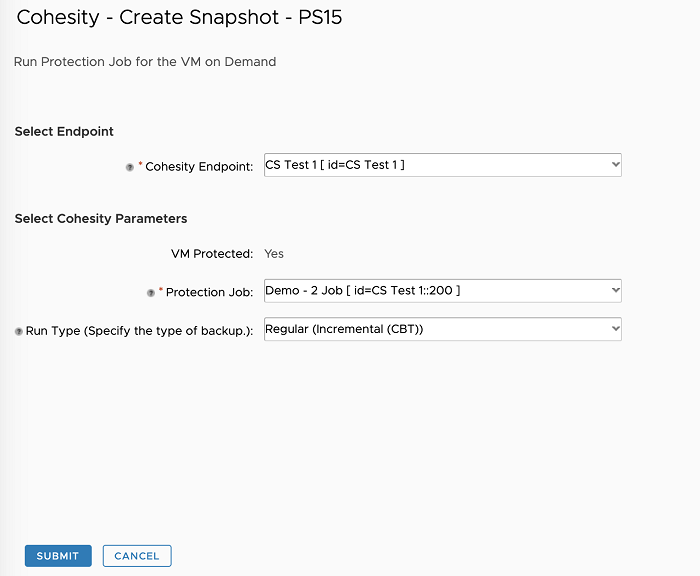 Cohesity - Create Snapshot - PS15
Run Protection Job for the VM on Demand
Select Endpoint
* Cohesity Endpoint: CS Test 1 [ id=CS Test 1 ]
Select Cohesity Parameters
VM Protected: Yes
* Protection Job: Demo - 2 Job [ id=CS Test 1::200 ]
Run Type (Specify the type of backup.): Regular (Incremental (CBT))
SUBMIT CANCEL